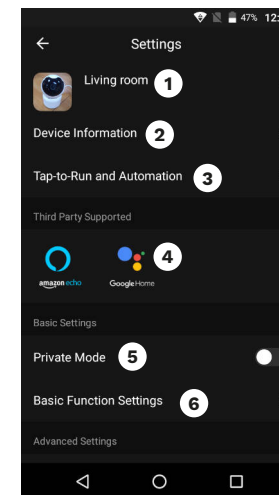 47% 12:
Settings
Living room 1
Device Information 2
Tap-to-Run and Automation 3
Third Party Supported
4
amazon echo Google Home
Basic Settings
Private Mode 5
Basic Function Settings 6
Advanced Settings